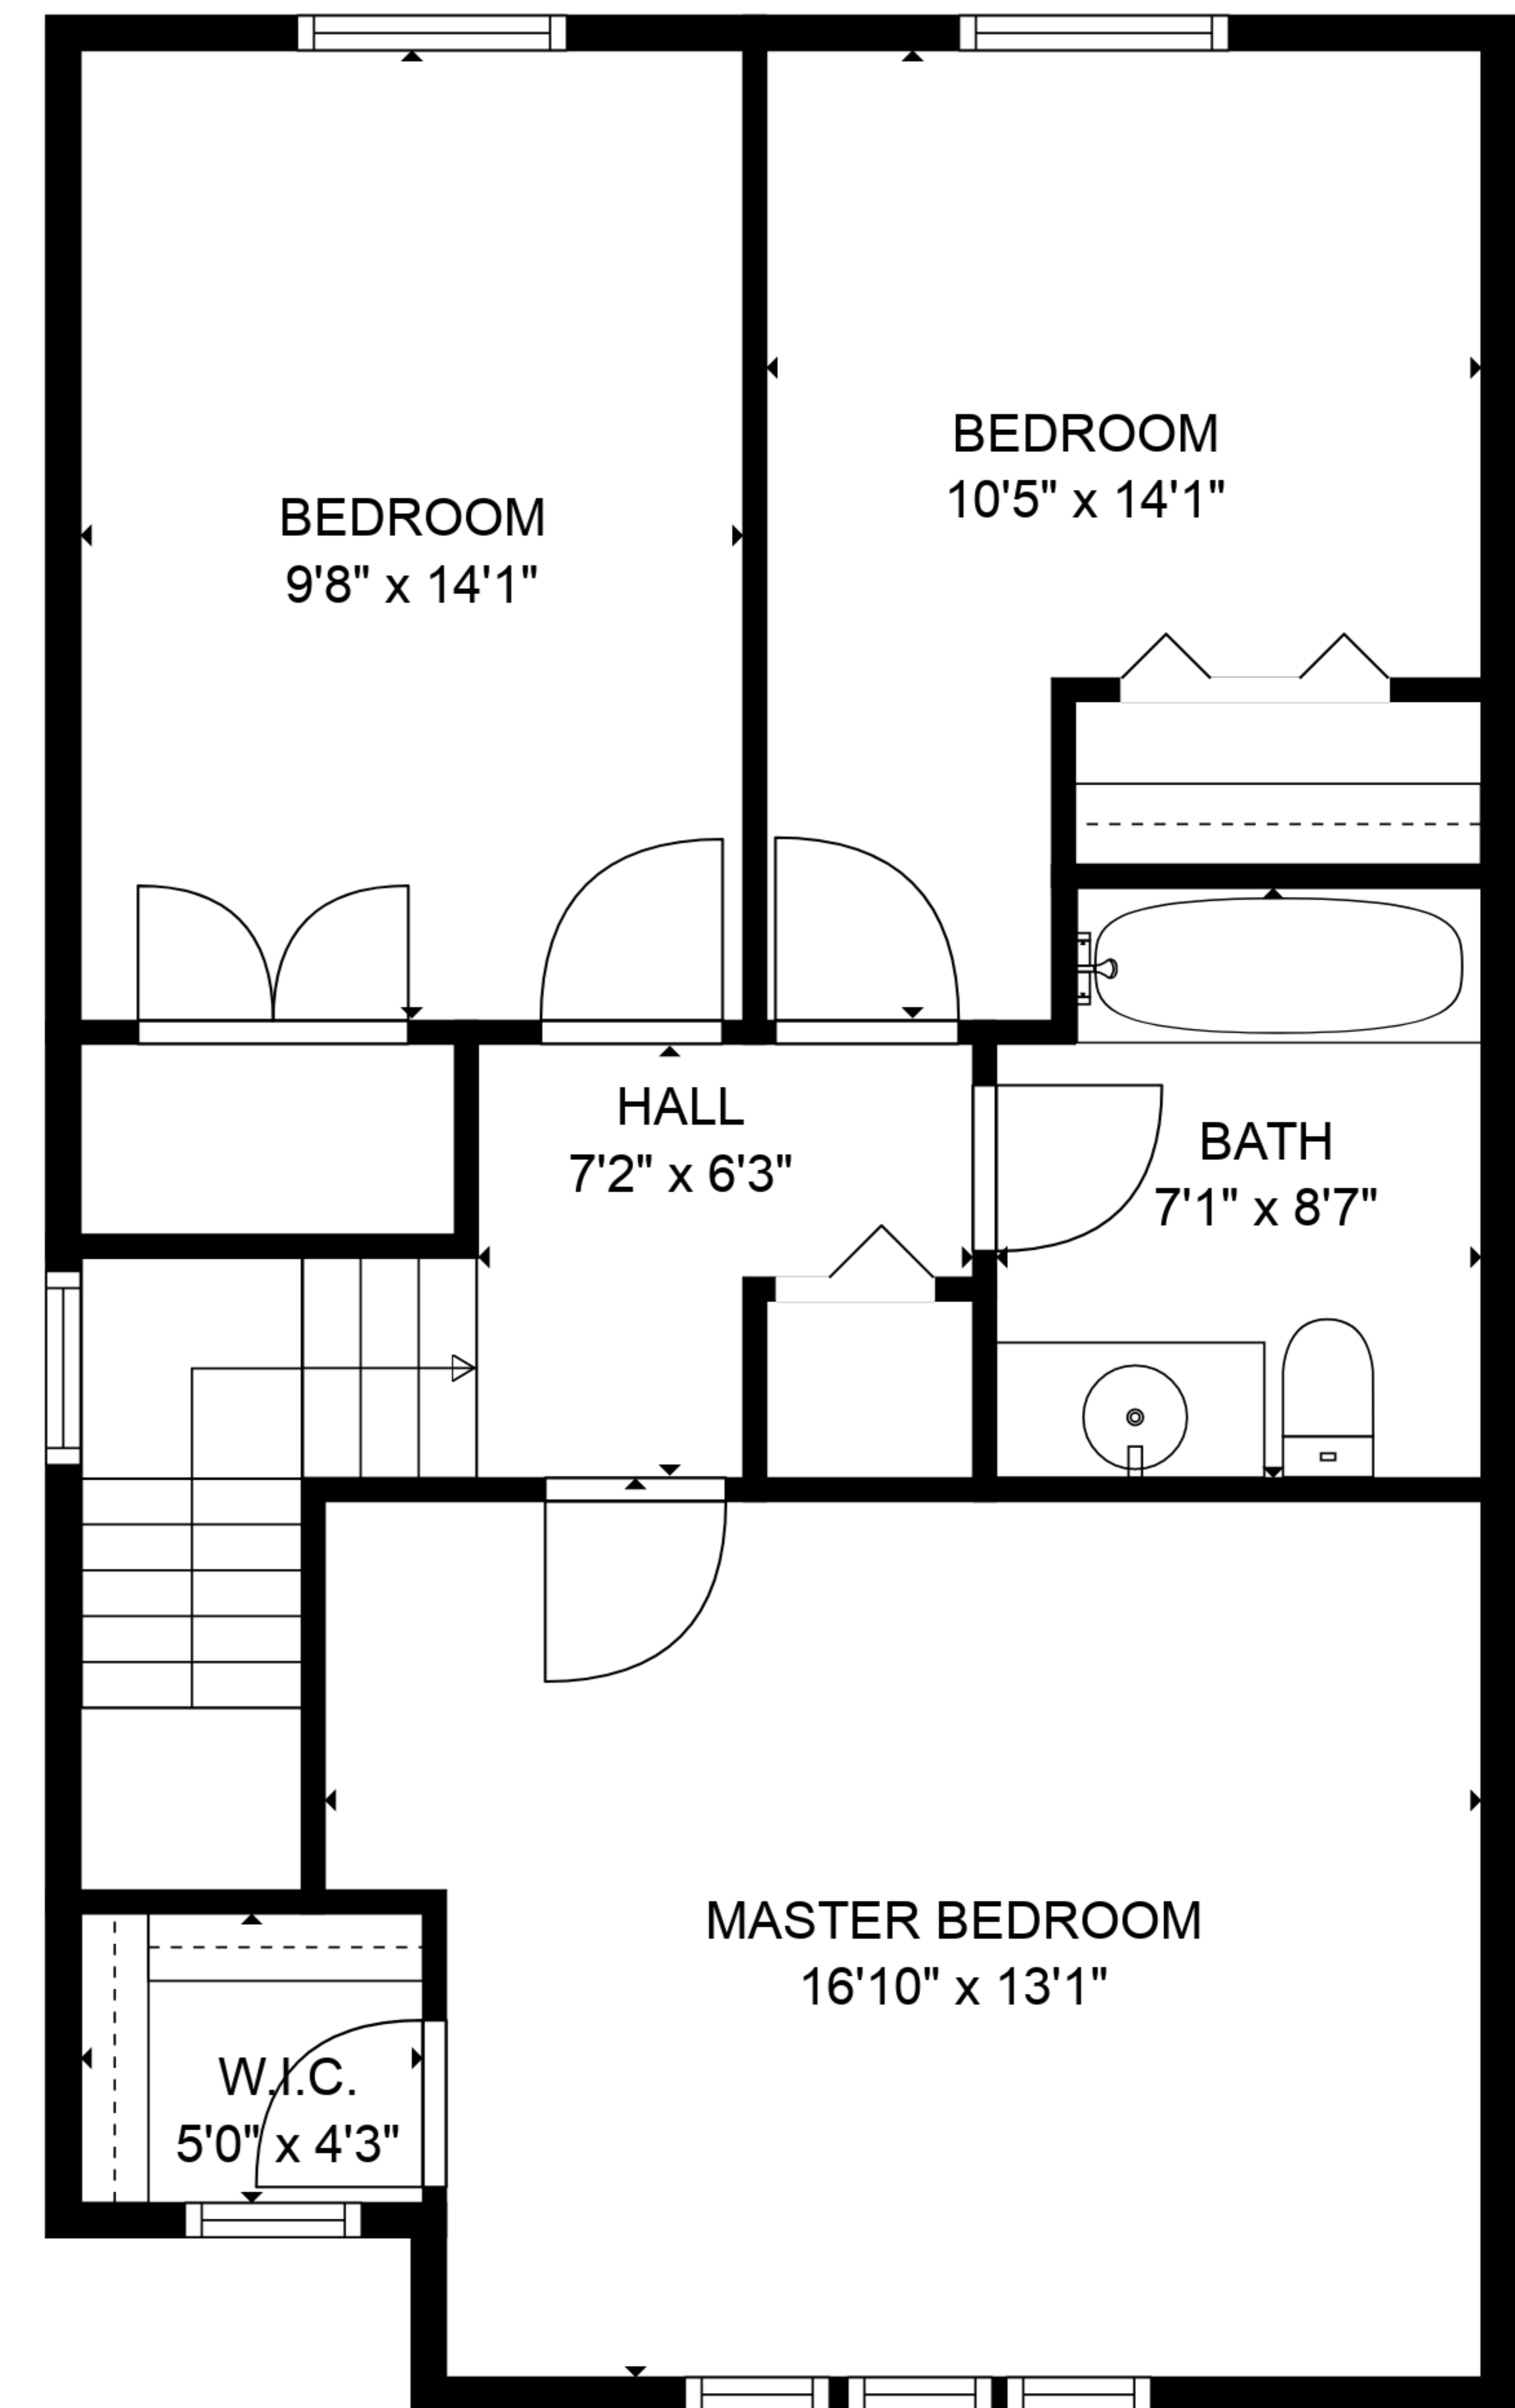 BEDROOM
9'8" x 14'1"
BEDROOM
10'5" x 14'1"
HALL
7'2" x 6'3"
BATH
7'1" x 8'7"
MASTER BEDROOM
16'10" x 13'1"
W.I.C.
5'0" x 4'3"